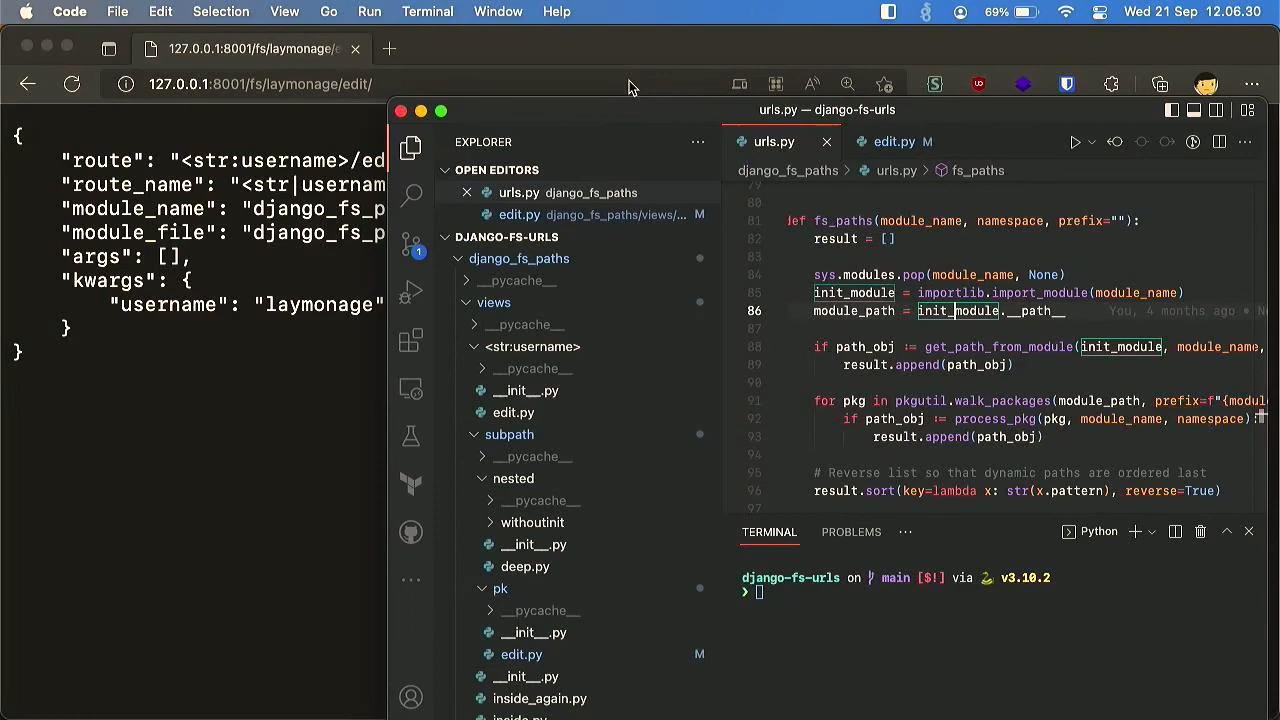 Code File Edit Selection View Go Run Terminal Window Help 69% Wed 21 Sep 12.06.30
127.0.0.1:8001/fs/laymonage/e
127.0.0.1:8001/fs/laymonage/edit/
{
"route": "<str:username>/ed
"route_name": "<str|usernam
"module_name": "django_fs_p
"module_file": "django_fs_p
"args": [],
"kwargs": {
"username": "laymonage"
}
}
urls.py — django-fs-urls
EXPLORER
OPEN EDITORS
urls.py django_fs_paths
edit.py django_fs_paths/views/... M
1
DJANGO-FS-URLS
django_fs_paths
__pycache__
views
__pycache__
<str:username>
__pycache__
__init__.py
edit.py
subpath
__pycache__
nested
__pycache__
withoutinit
__init__.py
deep.py
pk
__pycache__
__init__.py
edit.py M
__init__.py
inside_again.py
inside.py
urls.py edit.py M
django_fs_paths > urls.py > fs_paths
79
80
81 def fs_paths(module_name, namespace, prefix=""):
82 result = []
83
84 sys.modules.pop(module_name, None)
85 init_module = importlib.import_module(module_name)
86 module_path = init_module.__path__ You, 4 months ago • N
87
88 if path_obj := get_path_from_module(init_module, module_name,
89 result.append(path_obj)
90
91 for pkg in pkgutil.walk_packages(module_path, prefix=f"{modul
92 if path_obj := process_pkg(pkg, module_name, namespace):
93 result.append(path_obj)
94
95 # Reverse list so that dynamic paths are ordered last
96 result.sort(key=lambda x: str(x.pattern), reverse=True)
97
TERMINAL PROBLEMS ... Python
django-fs-urls on main [$!] via v3.10.2
❯